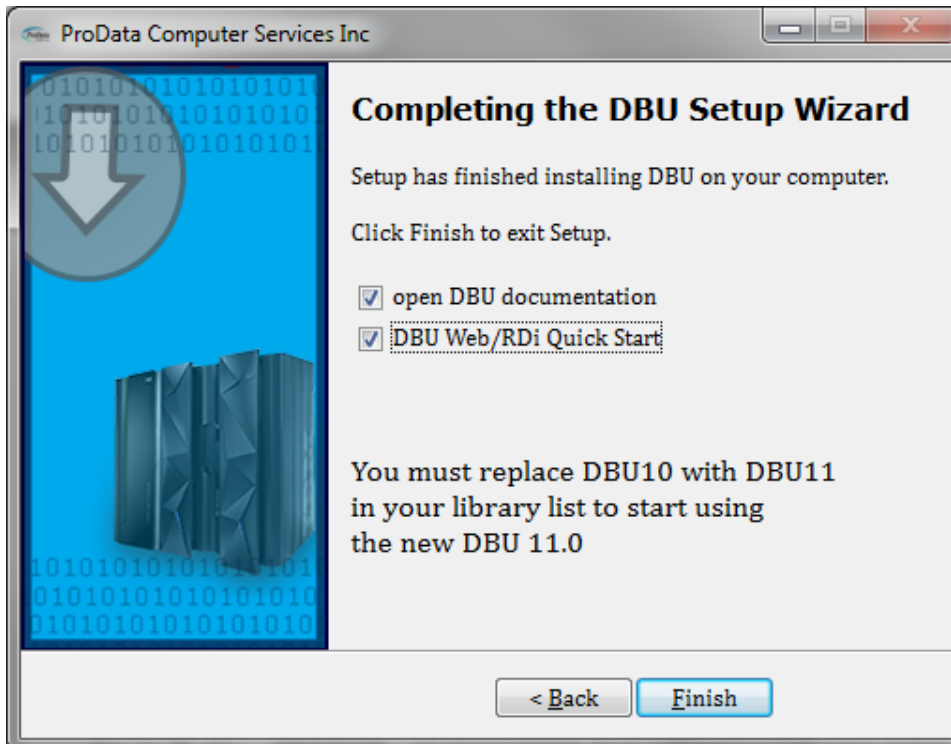 ProData Computer Services Inc
Completing the DBU Setup Wizard
Setup has finished installing DBU on your computer.
Click Finish to exit Setup.
open DBU documentation
DBU Web/RDi Quick Start
You must replace DBU10 with DBU11
in your library list to start using
the new DBU 11.0
< Back
Finish